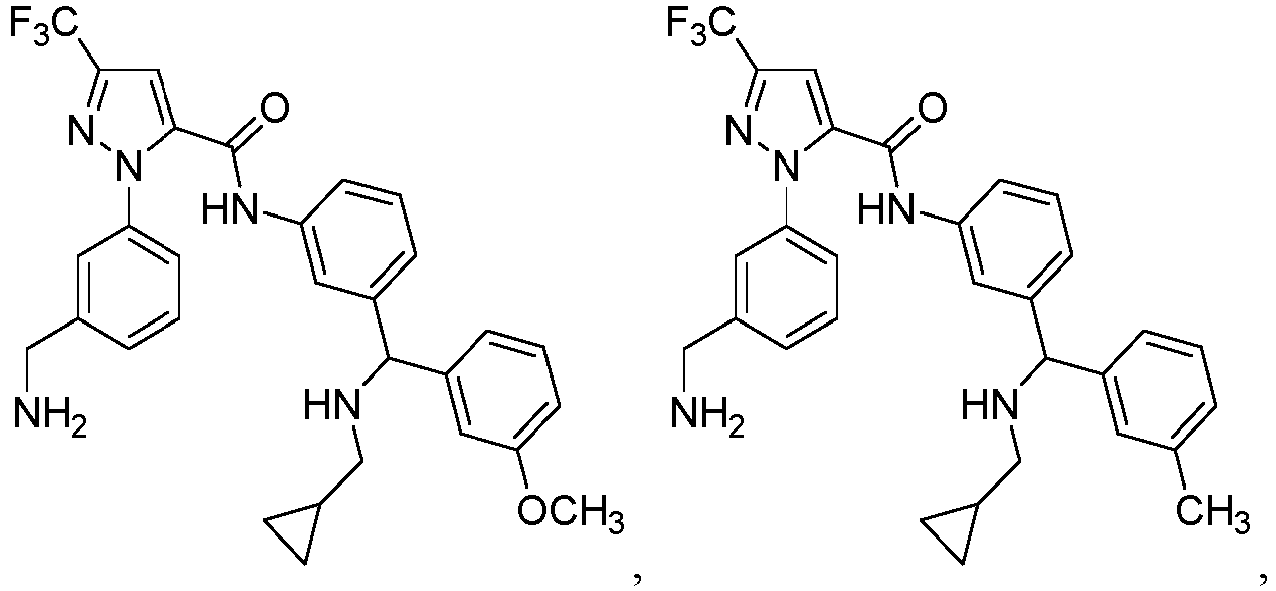 F3C F3C
O O
N N
N N
HN HN
NH2 HN NH2 HN
OCH3 CH3
, ,